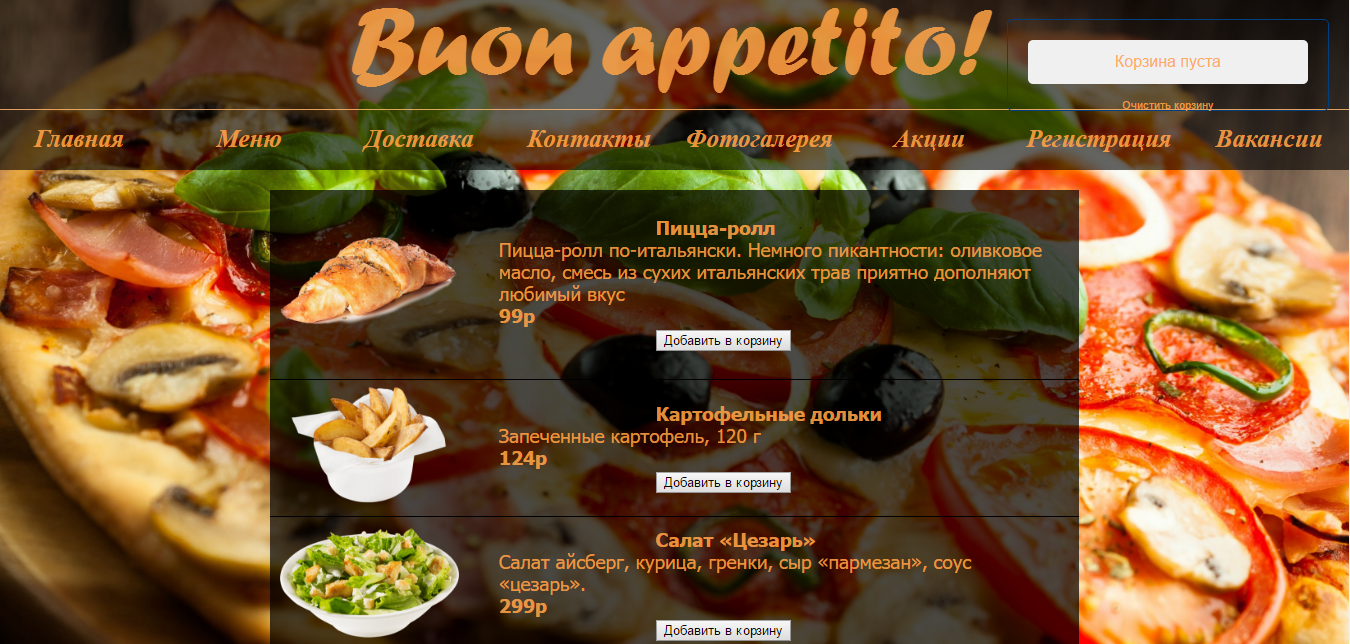 Buon appetito!
Корзина пуста
Очистить корзину
Главная Меню Доставка Контакты Фотогалерея Акции Регистрация Вакансии
Пицца-ролл
Пицца-ролл по-итальянски. Немного пикантности: оливковое
масло, смесь из сухих итальянских трав приятно дополняют
любимый вкус
99р
Добавить в корзину
Картофельные дольки
Запеченные картофель, 120 г
124р
Добавить в корзину
Салат «Цезарь»
Салат айсберг, курица, гренки, сыр «пармезан», соус
«цезарь».
299р
Добавить в корзину